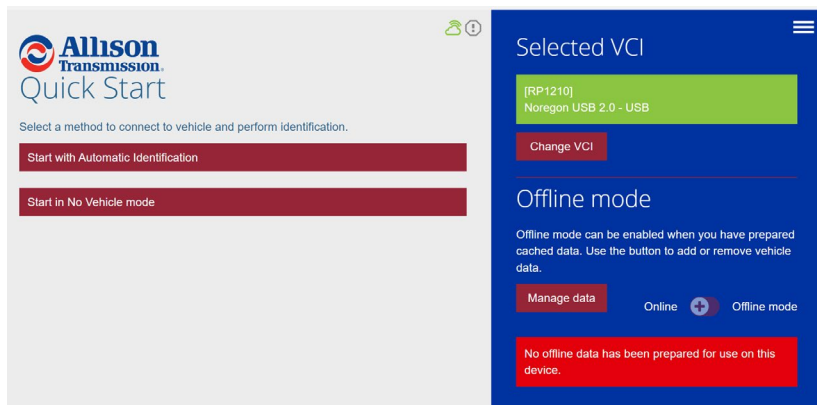 Allison
Transmission.
Quick Start
Select a method to connect to vehicle and perform identification.
Start with Automatic Identification
Start in No Vehicle mode
Selected VCI
[RP1210]
Noregon USB 2.0 - USB
Change VCI
Offline mode
Offline mode can be enabled when you have prepared
cached data. Use the button to add or remove vehicle
data.
Manage data
Online
Offline mode
No offline data has been prepared for use on this
device.